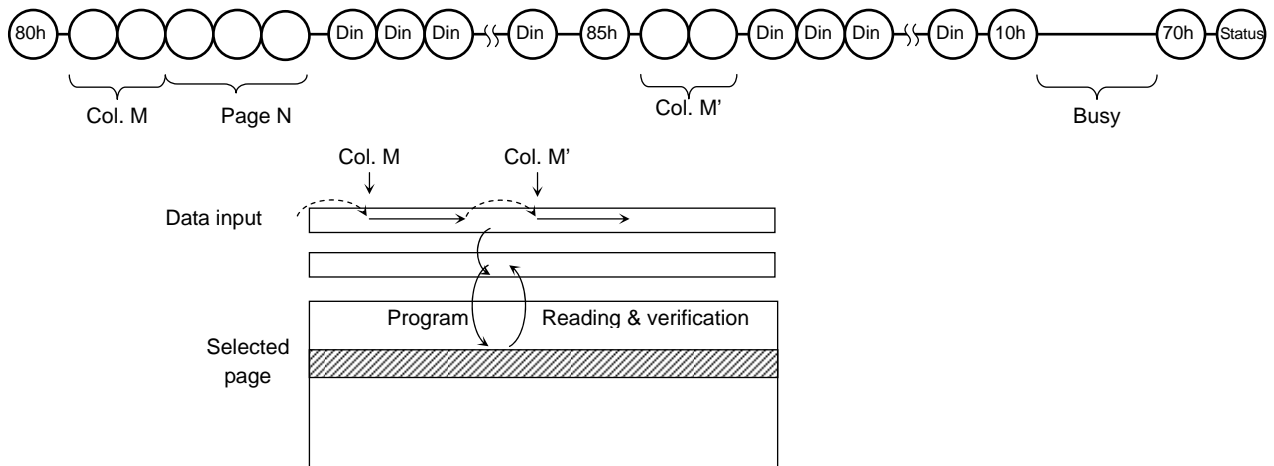 80h Din Din Din Din 85h Din Din Din Din 10h 70h Status
Col. M Page N Col. M' Busy
Col. M Col. M'
Data input
Program Reading & verification
Selected
page